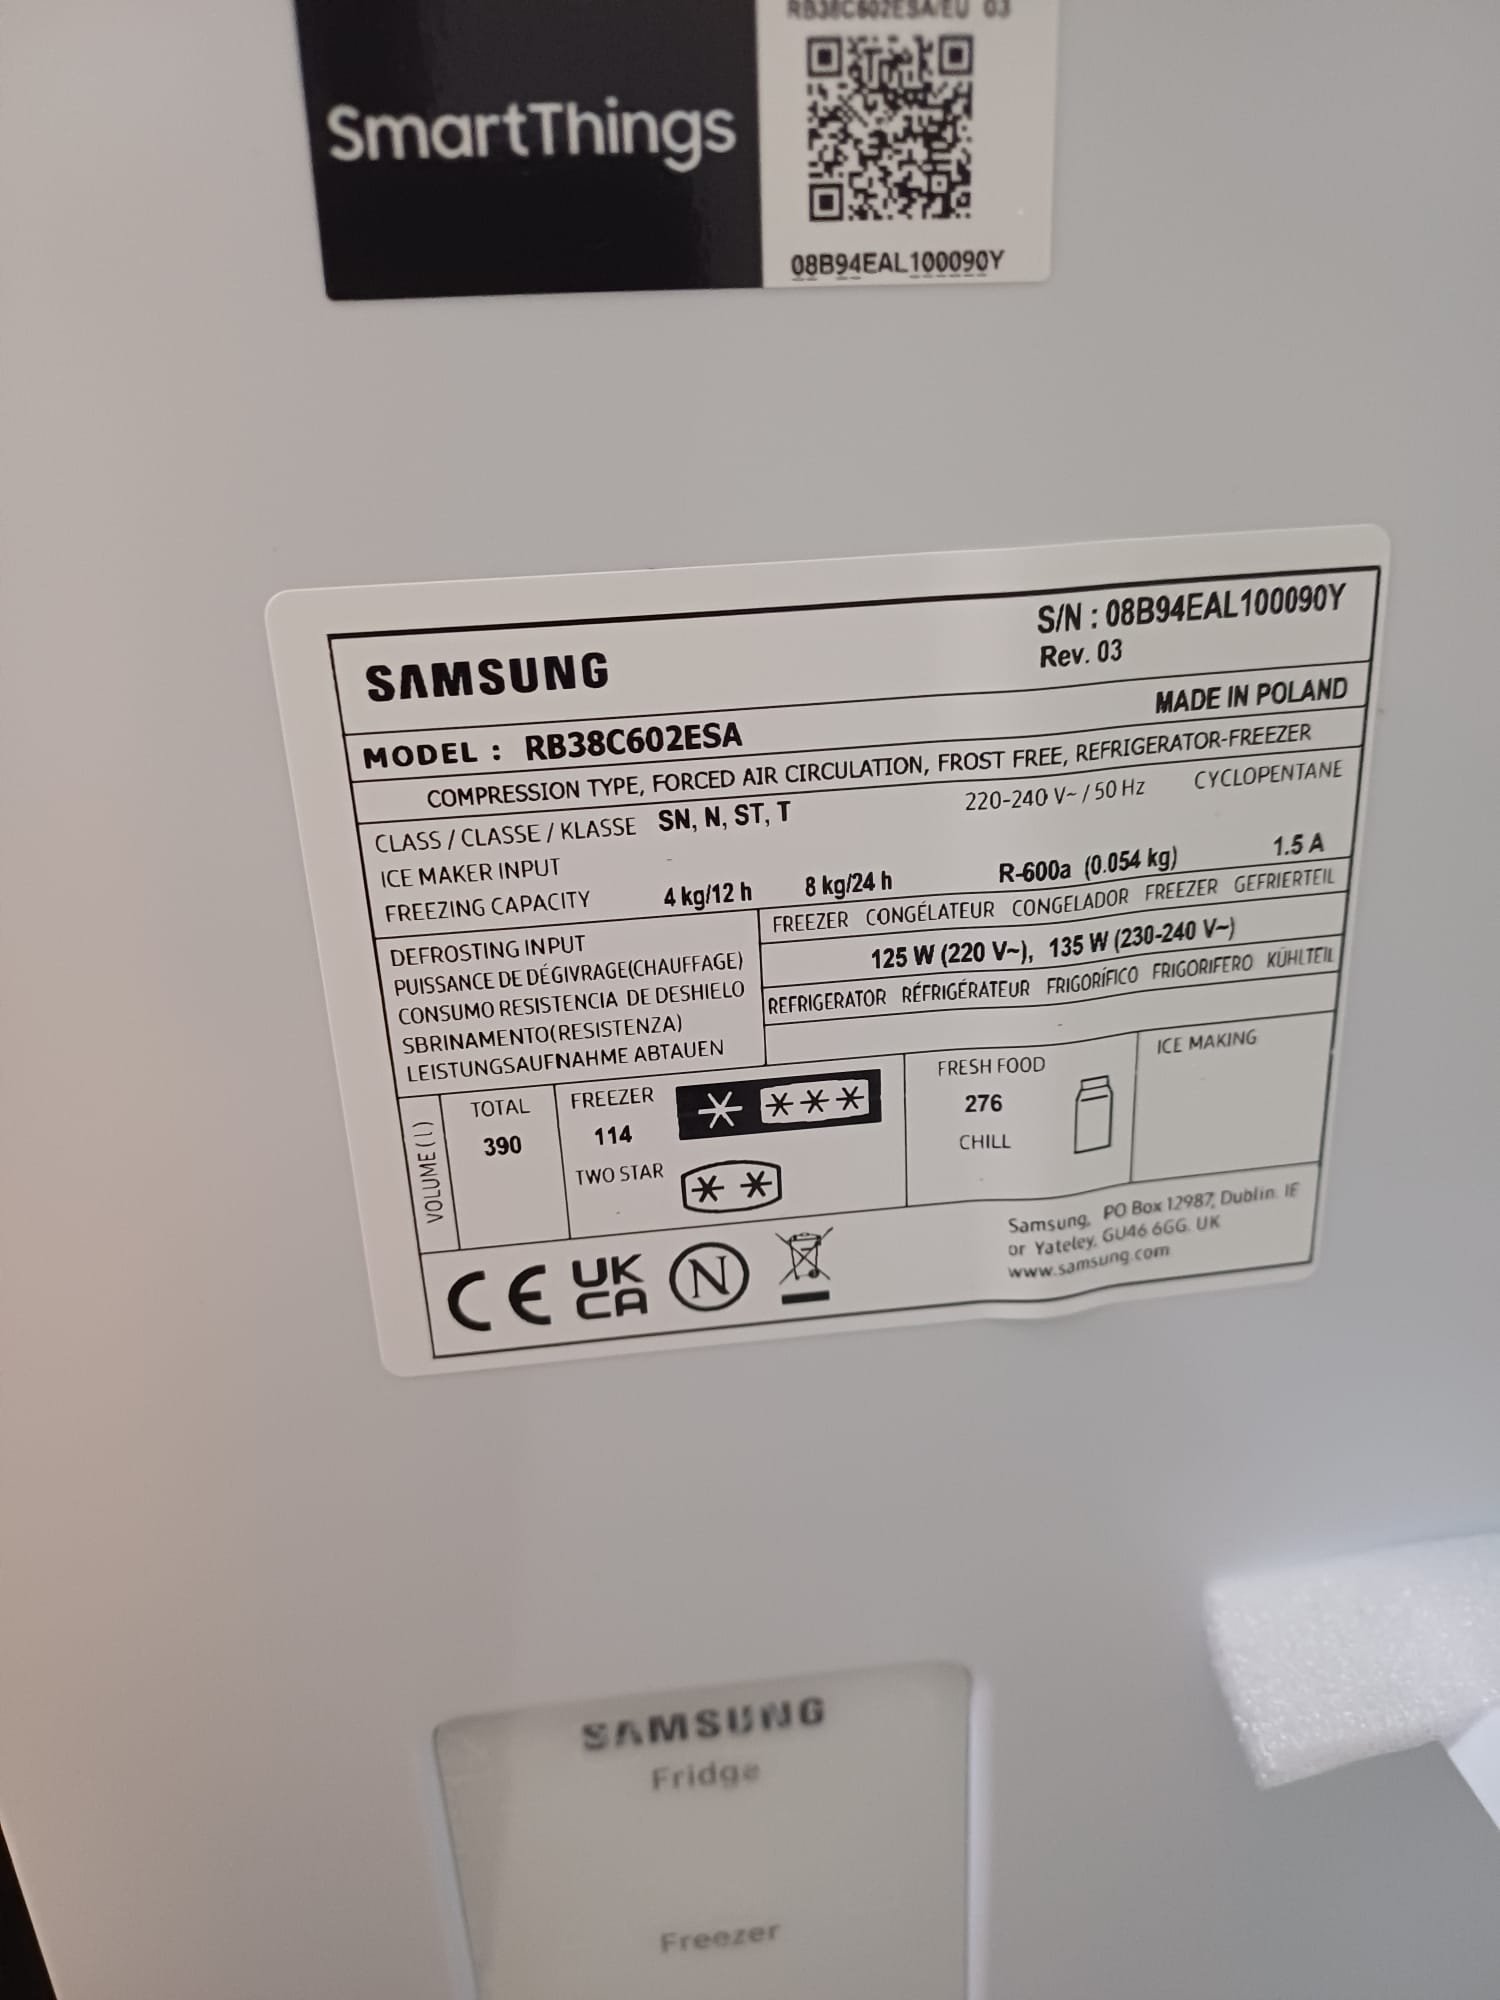 RB38C602ESA/EU 03
SmartThings
08B94EAL100090Y
SAMSUNG
S/N : 08B94EAL100090Y
Rev. 03
MODEL : RB38C602ESA
MADE IN POLAND
COMPRESSION TYPE, FORCED AIR CIRCULATION, FROST FREE, REFRIGERATOR-FREEZER
CLASS / CLASSE / KLASSE SN, N, ST, T 220-240 V~ / 50 Hz CYCLOPENTANE
ICE MAKER INPUT -
FREEZING CAPACITY 4 kg/12 h 8 kg/24 h R-600a (0.054 kg) 1.5 A
DEFROSTING INPUT
PUISSANCE DE DÉGIVRAGE(CHAUFFAGE)
CONSUMO RESISTENCIA DE DESHIELO
SBRINAMENTO(RESISTENZA)
LEISTUNGSAUFNAHME ABTAUEN
FREEZER CONGÉLATEUR CONGELADOR FREEZER GEFRIERTEIL
125 W (220 V~), 135 W (230-240 V~)
REFRIGERATOR RÉFRIGÉRATEUR FRIGORÍFICO FRIGORIFERO KÜHLTEIL
-
VOLUME ( l )
TOTAL
390
FREEZER
114
TWO STAR
-
FRESH FOOD
276
CHILL
-
ICE MAKING
CE UK CA N
Samsung, PO Box 12987, Dublin. IE
or Yateley, GU46 6GG. UK
www.samsung.com
SAMSUNG
Fridge
Freezer